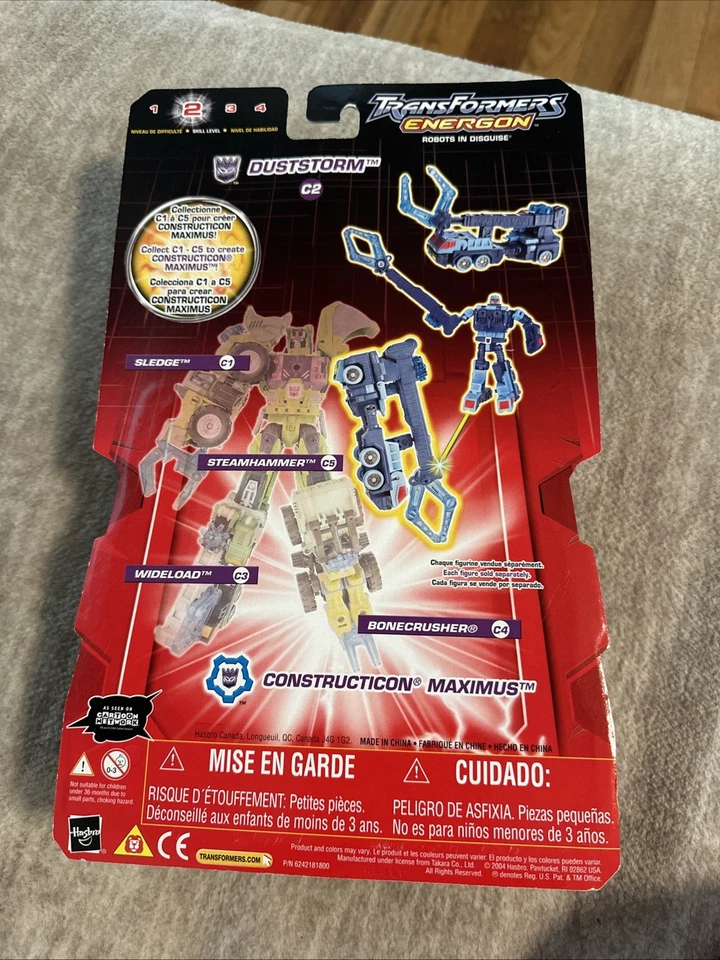 1 2 3 4
NIVEAU DE DIFFICULTÉ • SKILL LEVEL • NIVEL DE HABILIDAD
TRANSFORMERS
ENERGON™
ROBOTS IN DISGUISE®
DUSTSTORM™
C2
Collectionne
C1 à C5 pour créer
CONSTRUCTICON
MAXIMUS!
Collect C1 - C5 to create
CONSTRUCTICON®
MAXIMUS™!
Colecciona C1 a C5
para crear
CONSTRUCTICON
MAXIMUS
SLEDGE™ C1
STEAMHAMMER™ C5
WIDELOAD™ C3
Chaque figurine vendue séparément.
Each figure sold separately.
Cada figura se vende por separado.
BONECRUSHER® C4
CONSTRUCTICON® MAXIMUS™
AS SEEN ON
CARTOON
NETWORK
Hasbro Canada, Longueuil, QC, Canada J4G 1G2. MADE IN CHINA • FABRIQUÉ EN CHINE • HECHO EN CHINA
0-3
Not suitable for children
under 36 months due to
small parts, choking hazard.
MISE EN GARDE
RISQUE D'ÉTOUFFEMENT: Petites pièces.
Déconseillé aux enfants de moins de 3 ans.
CUIDADO:
PELIGRO DE ASFIXIA. Piezas pequeñas.
No es para niños menores de 3 años.
Hasbro
CE
TRANSFORMERS.COM
P/N 6242181800
Product and colors may vary. Le produit et les couleurs peuvent varier. El producto y los colores pueden variar.
Manufactured under license from Takara Co., Ltd. © 2004 Hasbro, Pawtucket, RI 02862 USA.
All Rights Reserved. ® denotes Reg. U.S. Pat. & TM Office.